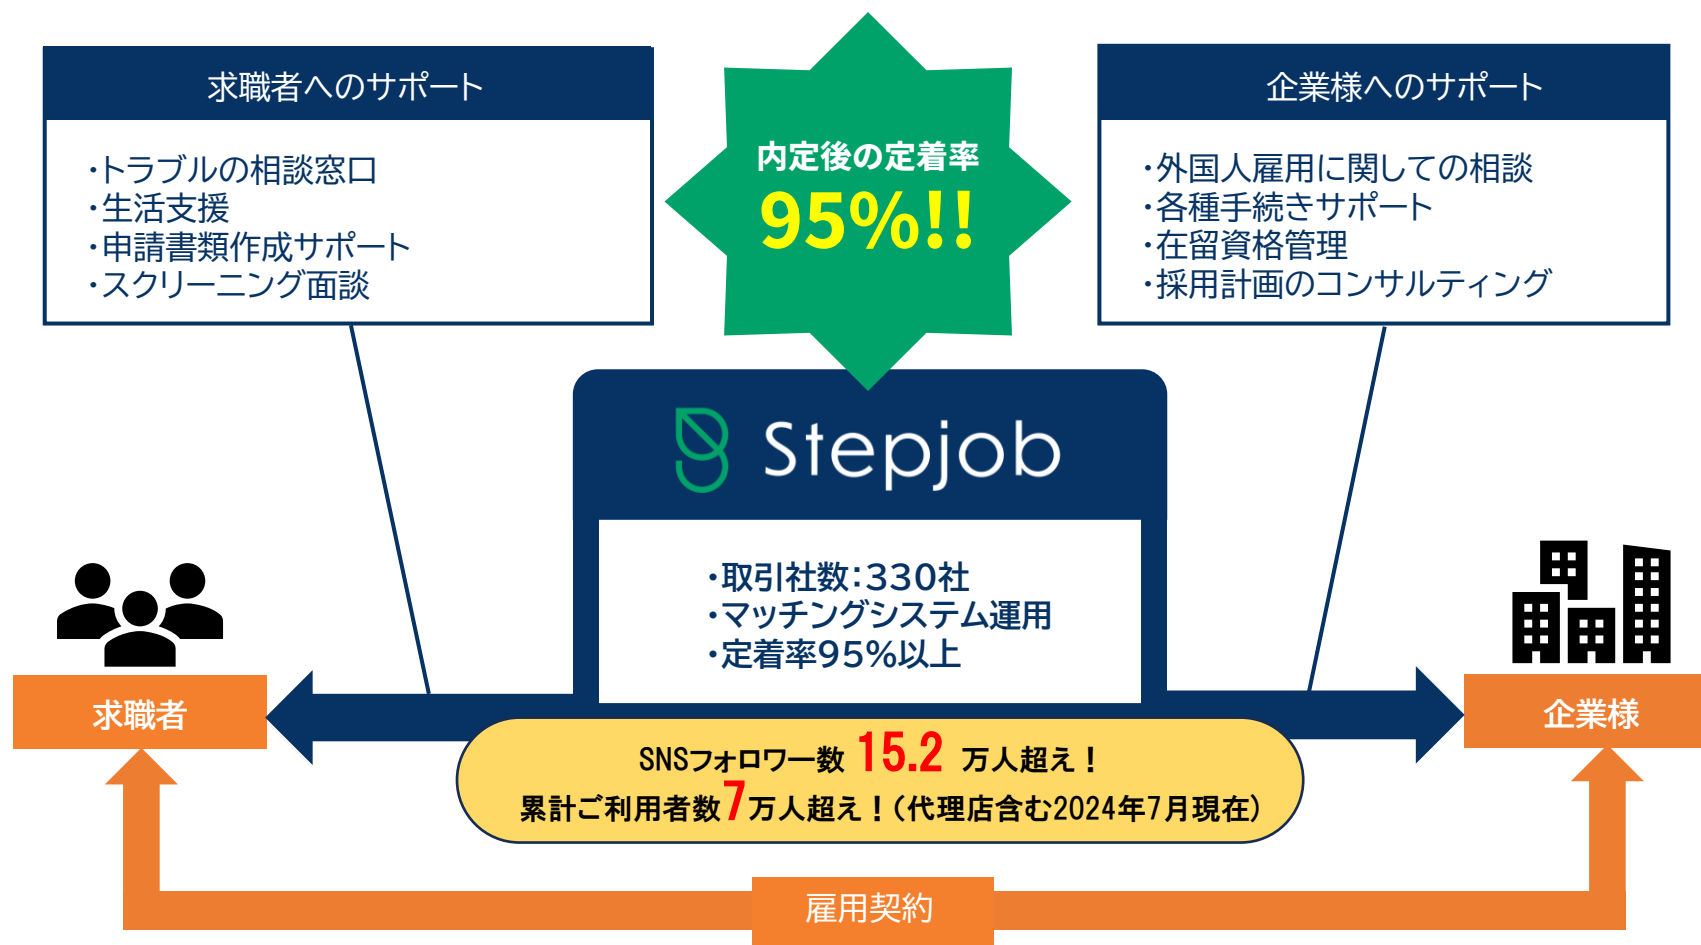 求職者へのサポート
・トラブルの相談窓口
・生活支援
・申請書類作成サポート
・スクリーニング面談
内定後の定着率
95%!!
企業様へのサポート
・外国人雇用に関しての相談
・各種手続きサポート
・在留資格管理
・採用計画のコンサルティング
Stepjob
・取引社数：330社
・マッチングシステム運用
・定着率95%以上
求職者
企業様
SNSフォロワー数 15.2 万人超え！
累計ご利用者数7万人超え！（代理店含む2024年7月現在）
雇用契約